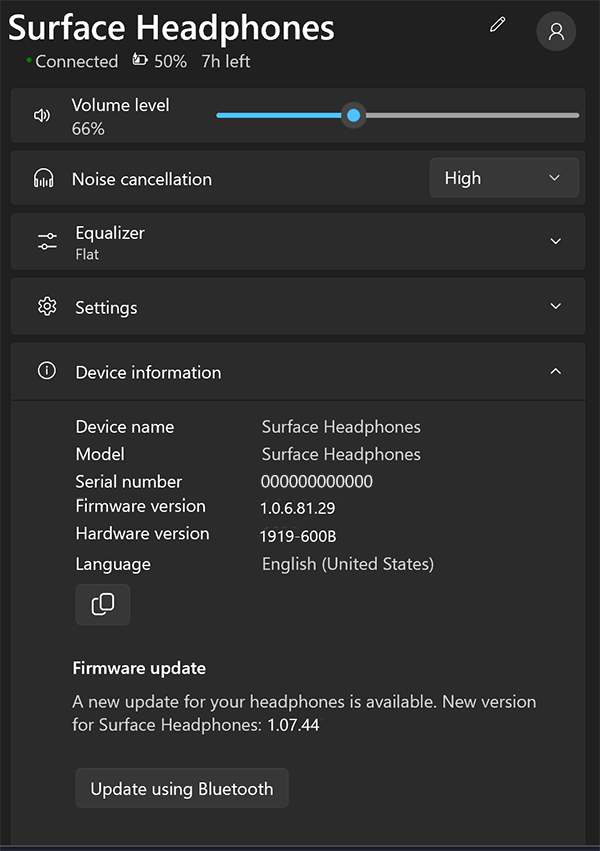 Surface Headphones
Connected 50% 7h left
Volume level
66%
Noise cancellation High
Equalizer
Flat
Settings
Device information
Device name Surface Headphones
Model Surface Headphones
Serial number 000000000000
Firmware version 1.0.6.81.29
Hardware version 1919-600B
Language English (United States)
Firmware update
A new update for your headphones is available. New version
for Surface Headphones: 1.07.44
Update using Bluetooth